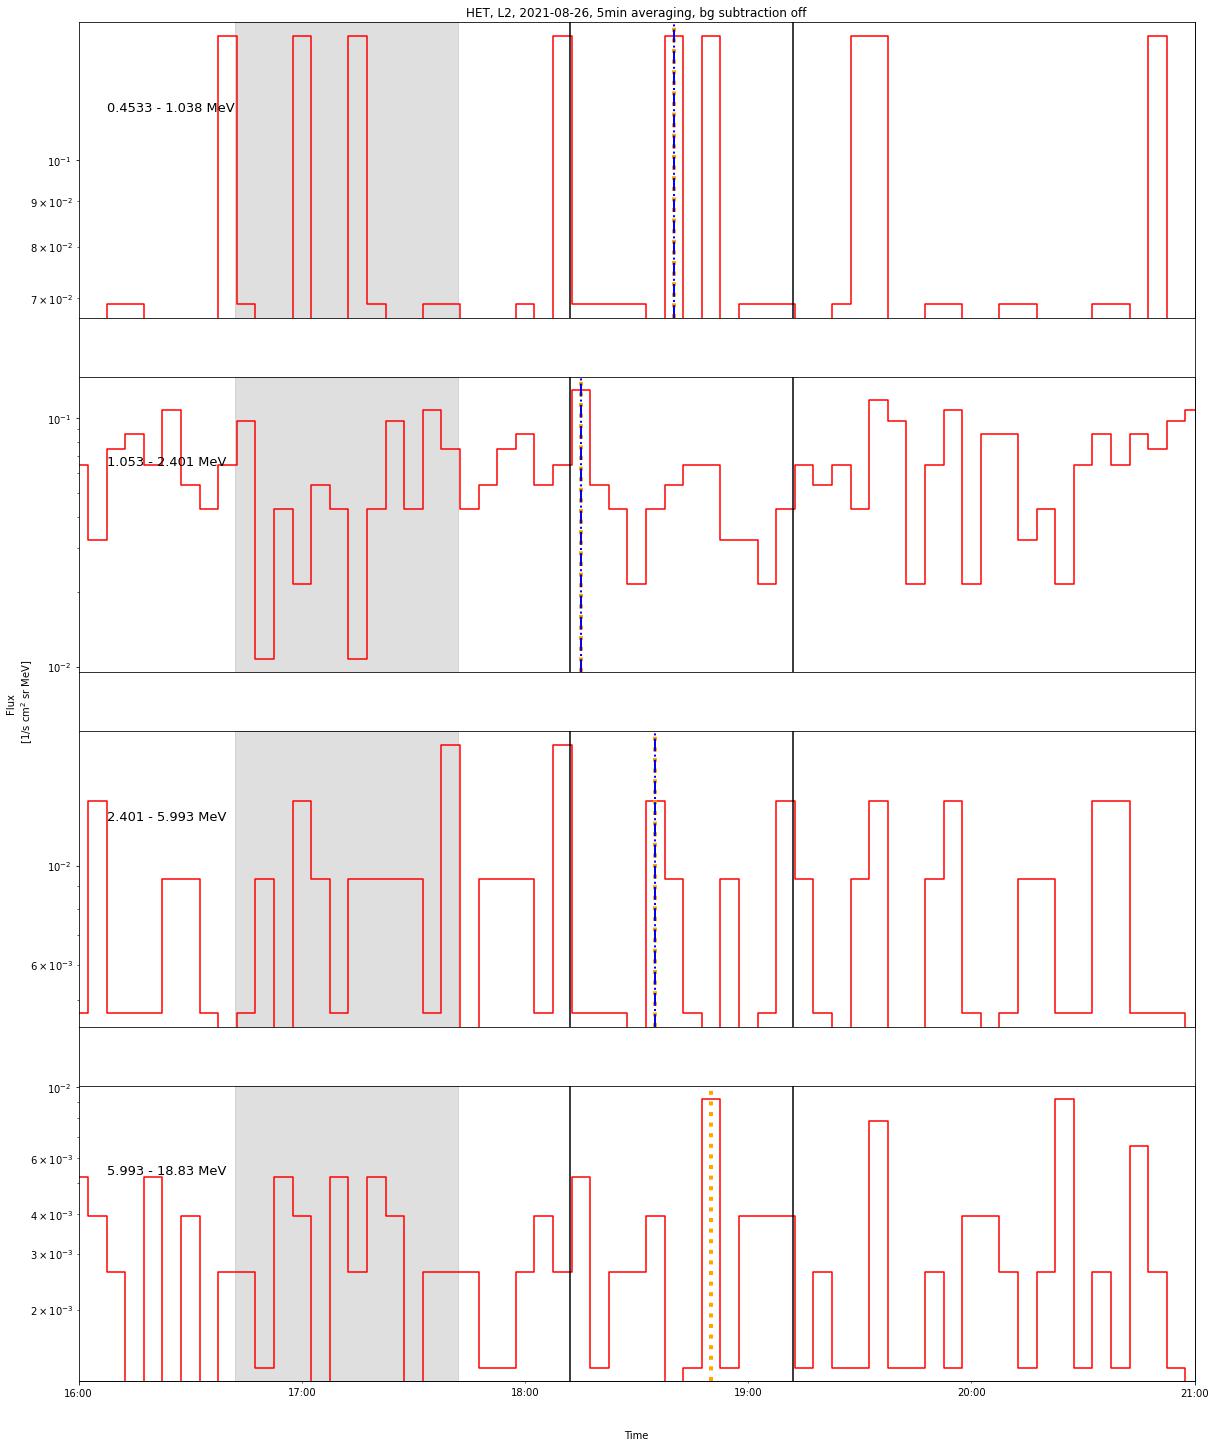 HET, L2, 2021-08-26, 5min averaging, bg subtraction off
0.4533 - 1.038 MeV
10⁻¹
9 × 10⁻²
8 × 10⁻²
7 × 10⁻²
10⁻¹
1.053 - 2.401 MeV
10⁻²
Flux
[1/s cm² sr MeV]
2.401 - 5.993 MeV
10⁻²
6 × 10⁻³
10⁻²
6 × 10⁻³
5.993 - 18.83 MeV
4 × 10⁻³
3 × 10⁻³
2 × 10⁻³
16:00 17:00 18:00 19:00 20:00 21:00
Time